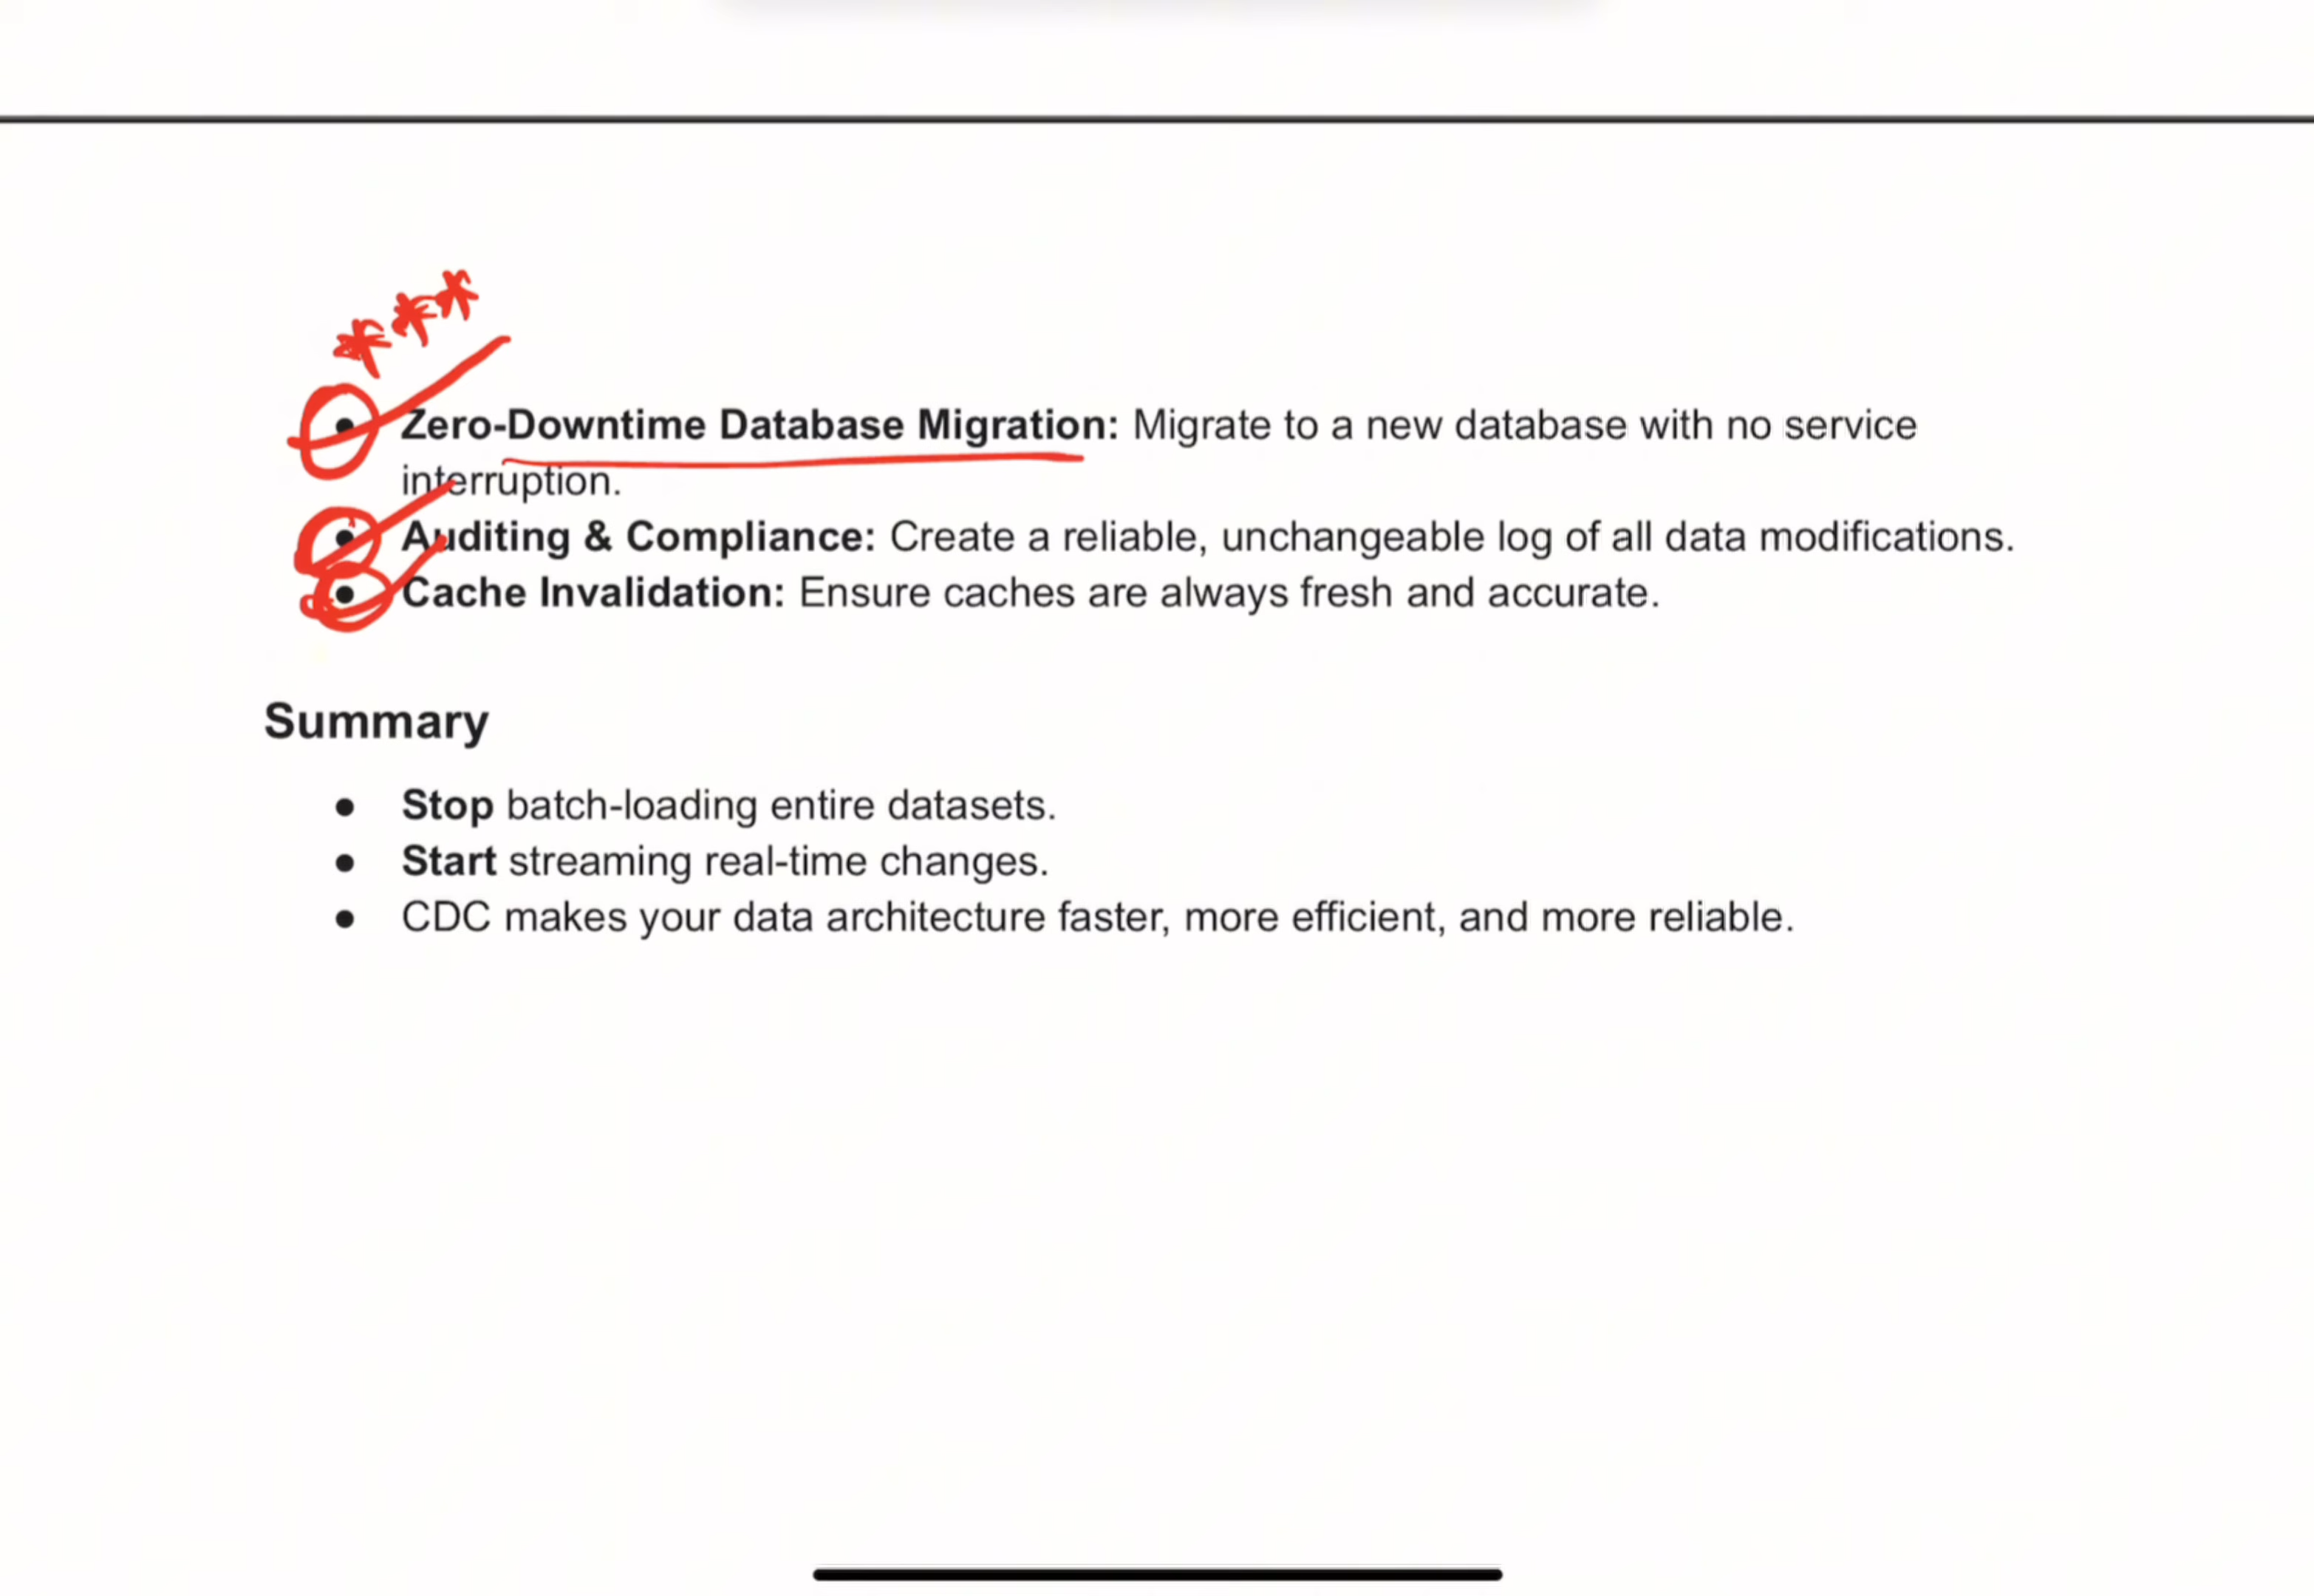 ***
● Zero-Downtime Database Migration: Migrate to a new database with no service
interruption.
● Auditing & Compliance: Create a reliable, unchangeable log of all data modifications.
● Cache Invalidation: Ensure caches are always fresh and accurate.
Summary
● Stop batch-loading entire datasets.
● Start streaming real-time changes.
● CDC makes your data architecture faster, more efficient, and more reliable.